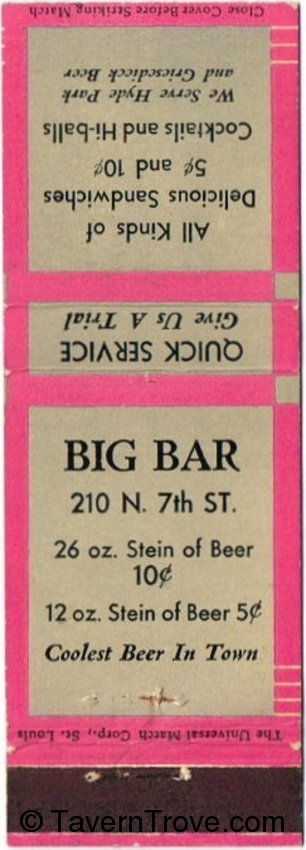 Close Cover Before Striking Match
All Kinds of
Delicious Sandwiches
5¢ and 10¢
Cocktails and Hi-balls
We Serve Hyde Park
and Griesedieck Beer
QUICK SERVICE
Give Us A Trial
BIG BAR
210 N. 7th ST.
26 oz. Stein of Beer
10¢
12 oz. Stein of Beer 5¢
Coolest Beer In Town
The Universal Match Corp., St. Louis
© TavernTrove.com